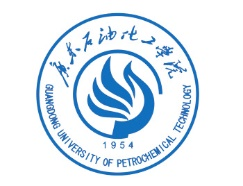 广东石油化工学院
1954
GUANGDONG UNIVERSITY OF PETROCHEMICAL TECHNOLOGY